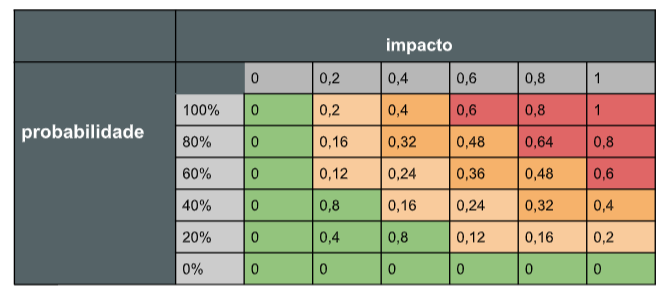 impacto
0 0,2 0,4 0,6 0,8 1
100% 0 0,2 0,4 0,6 0,8 1
probabilidade
80% 0 0,16 0,32 0,48 0,64 0,8
60% 0 0,12 0,24 0,36 0,48 0,6
40% 0 0,8 0,16 0,24 0,32 0,4
20% 0 0,4 0,8 0,12 0,16 0,2
0% 0 0 0 0 0 0